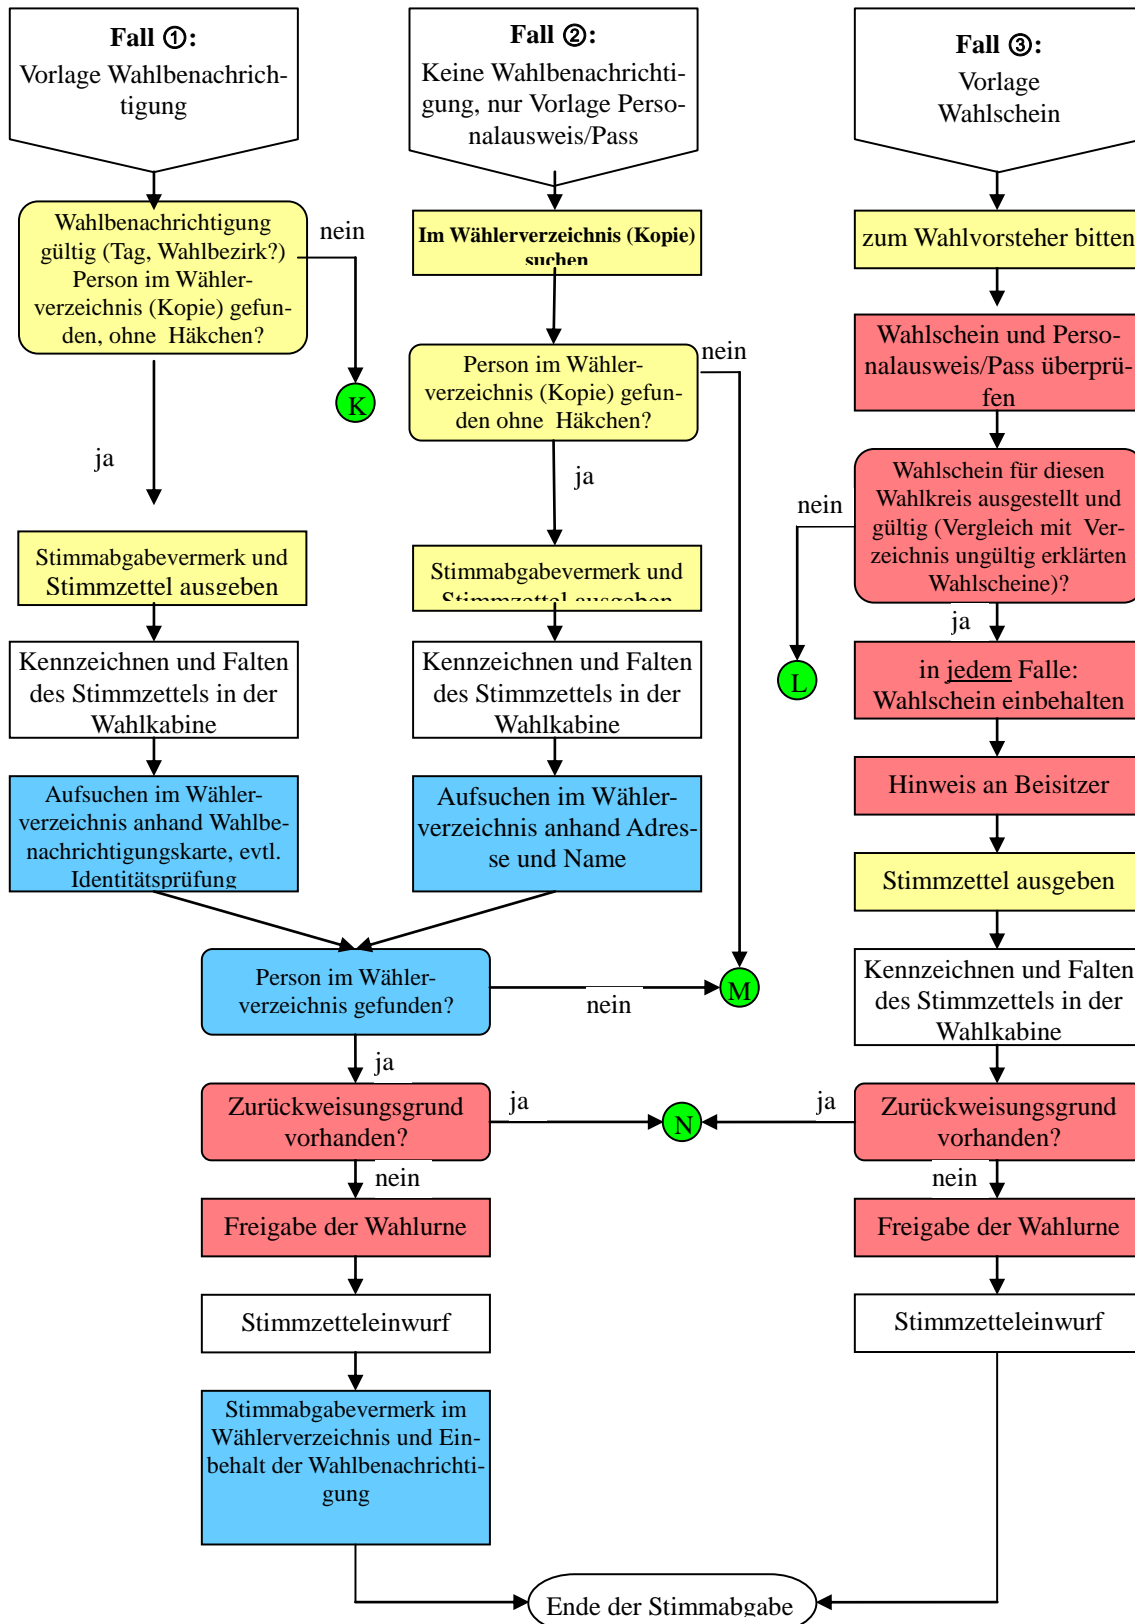 Fall ①:
Vorlage Wahlbenachrich-
tigung
Wahlbenachrichtigung
gültig (Tag, Wahlbezirk?)
Person im Wähler-
verzeichnis (Kopie) gefun-
den, ohne Häkchen?
nein
K
ja
Stimmabgabevermerk und
Stimmzettel ausgeben
Kennzeichnen und Falten
des Stimmzettels in der
Wahlkabine
Aufsuchen im Wähler-
verzeichnis anhand Wahlbe-
nachrichtigungskarte, evtl.
Identitätsprüfung
Fall ②:
Keine Wahlbenachrichti-
gung, nur Vorlage Perso-
nalausweis/Pass
Im Wählerverzeichnis (Kopie)
suchen
Person im Wähler-
verzeichnis (Kopie) gefun-
den ohne Häkchen?
nein
ja
Stimmabgabevermerk und
Stimmzettel ausgeben
Kennzeichnen und Falten
des Stimmzettels in der
Wahlkabine
Aufsuchen im Wähler-
verzeichnis anhand Adres-
se und Name
Person im Wähler-
verzeichnis gefunden?
nein
M
ja
Zurückweisungsgrund
vorhanden?
ja
N
nein
Freigabe der Wahlurne
Stimmzetteleinwurf
Stimmabgabevermerk im
Wählerverzeichnis und Ein-
behalt der Wahlbenachrichti-
gung
Fall ③:
Vorlage
Wahlschein
zum Wahlvorsteher bitten
Wahlschein und Perso-
nalausweis/Pass überprü-
fen
Wahlschein für diesen
Wahlkreis ausgestellt und
gültig (Vergleich mit Ver-
zeichnis ungültig erklärten
Wahlscheine)?
nein
L
ja
in jedem Falle:
Wahlschein einbehalten
Hinweis an Beisitzer
Stimmzettel ausgeben
Kennzeichnen und Falten
des Stimmzettels in der
Wahlkabine
Zurückweisungsgrund
vorhanden?
ja
nein
Freigabe der Wahlurne
Stimmzetteleinwurf
Ende der Stimmabgabe